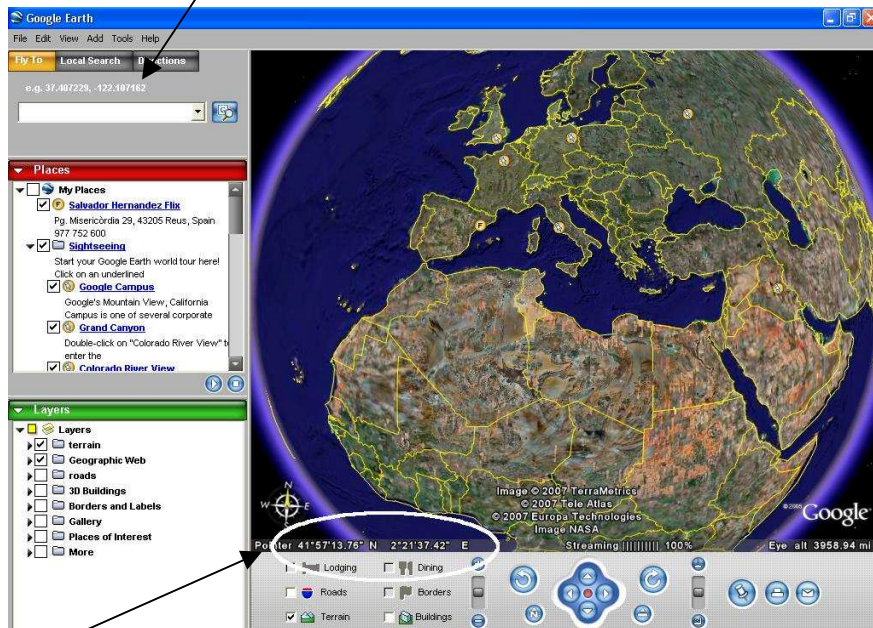 Google Earth
File Edit View Add Tools Help
Fly To Local Search Directions
e.g. 37.407229, -122.107162
Places
My Places
F Salvador Hernandez Flix
Pg. Misericòrdia 29, 43205 Reus, Spain
977 752 600
Sightseeing
Start your Google Earth world tour here!
Click on an underlined
Google Campus
Google's Mountain View, California
Campus is one of several corporate
Grand Canyon
Double-click on "Colorado River View" t
enter the
Colorado River View
Layers
Layers
terrain
Geographic Web
roads
3D Buildings
Borders and Labels
Gallery
Places of Interest
More
F
N
W E
Image © 2007 TerraMetrics
© 2007 Tele Atlas
© 2007 Europa Technologies
Image NASA
©2005 Google
Pointer 41°57'13.76" N 2°21'37.42" E Streaming |||||||||| 100% Eye alt 3958.94 mi
Lodging Dining
Roads Borders
Terrain Buildings
N